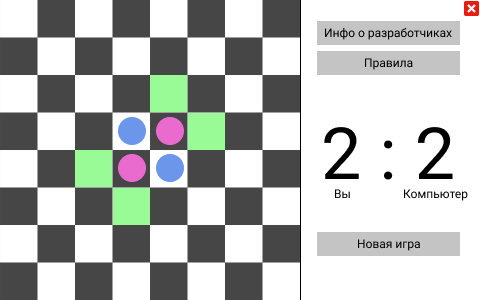 Инфо о разработчиках
Правила
2 : 2
Вы Компьютер
Новая игра